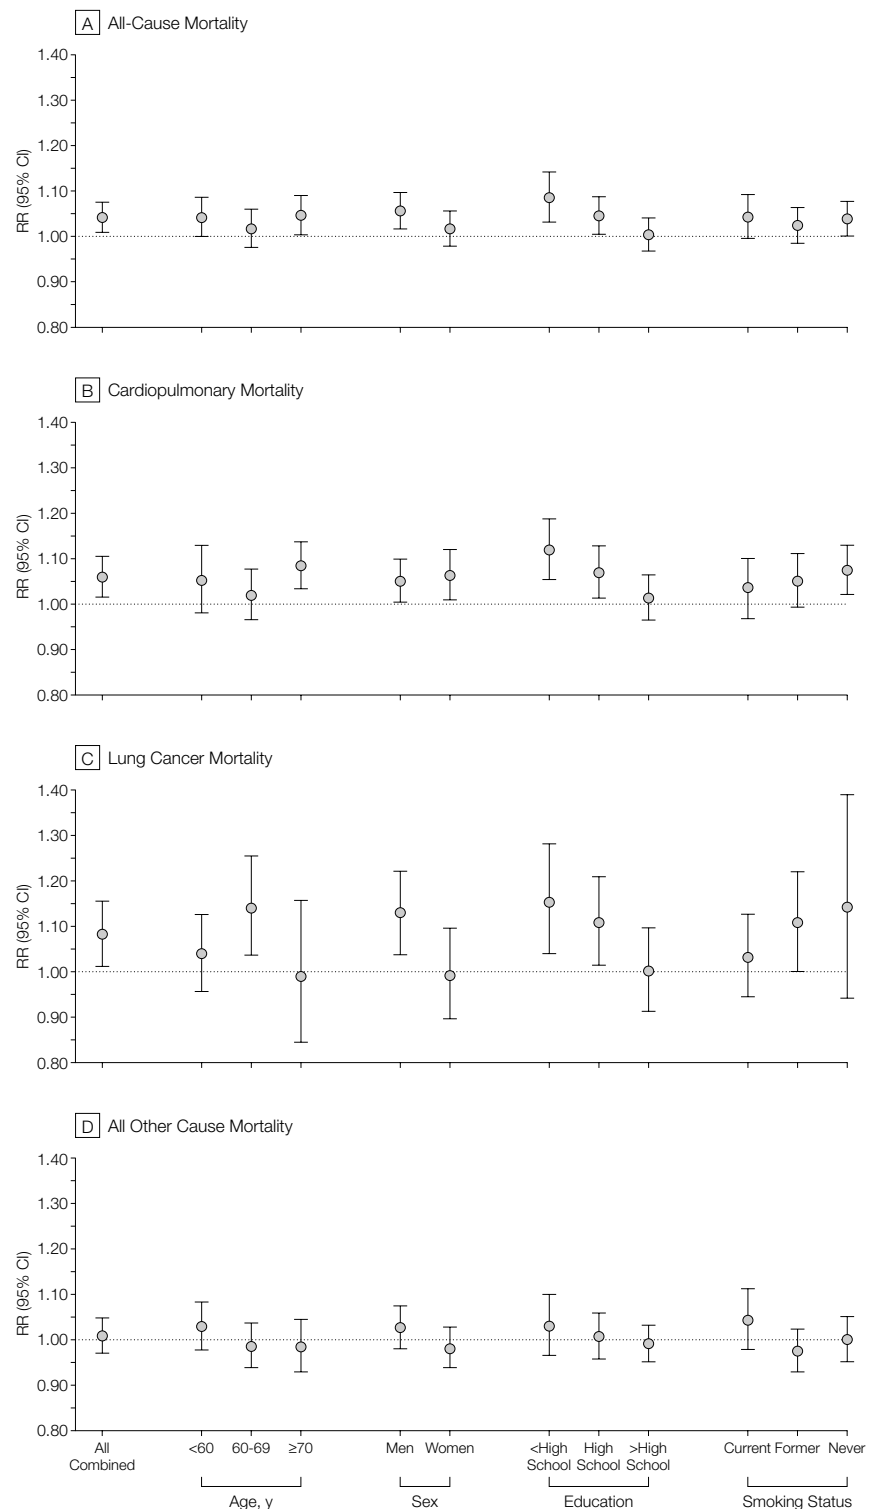 A All-Cause Mortality
1.40
1.30
1.20
1.10
1.00
0.90
0.80
RR (95% CI)
B Cardiopulmonary Mortality
1.40
1.30
1.20
1.10
1.00
0.90
0.80
RR (95% CI)
C Lung Cancer Mortality
1.40
1.30
1.20
1.10
1.00
0.90
0.80
RR (95% CI)
D All Other Cause Mortality
1.40
1.30
1.20
1.10
1.00
0.90
0.80
RR (95% CI)
All <60 60-69 ≥70 Men Women <High High >High Current Former Never
Combined School School School
Age, y Sex Education Smoking Status